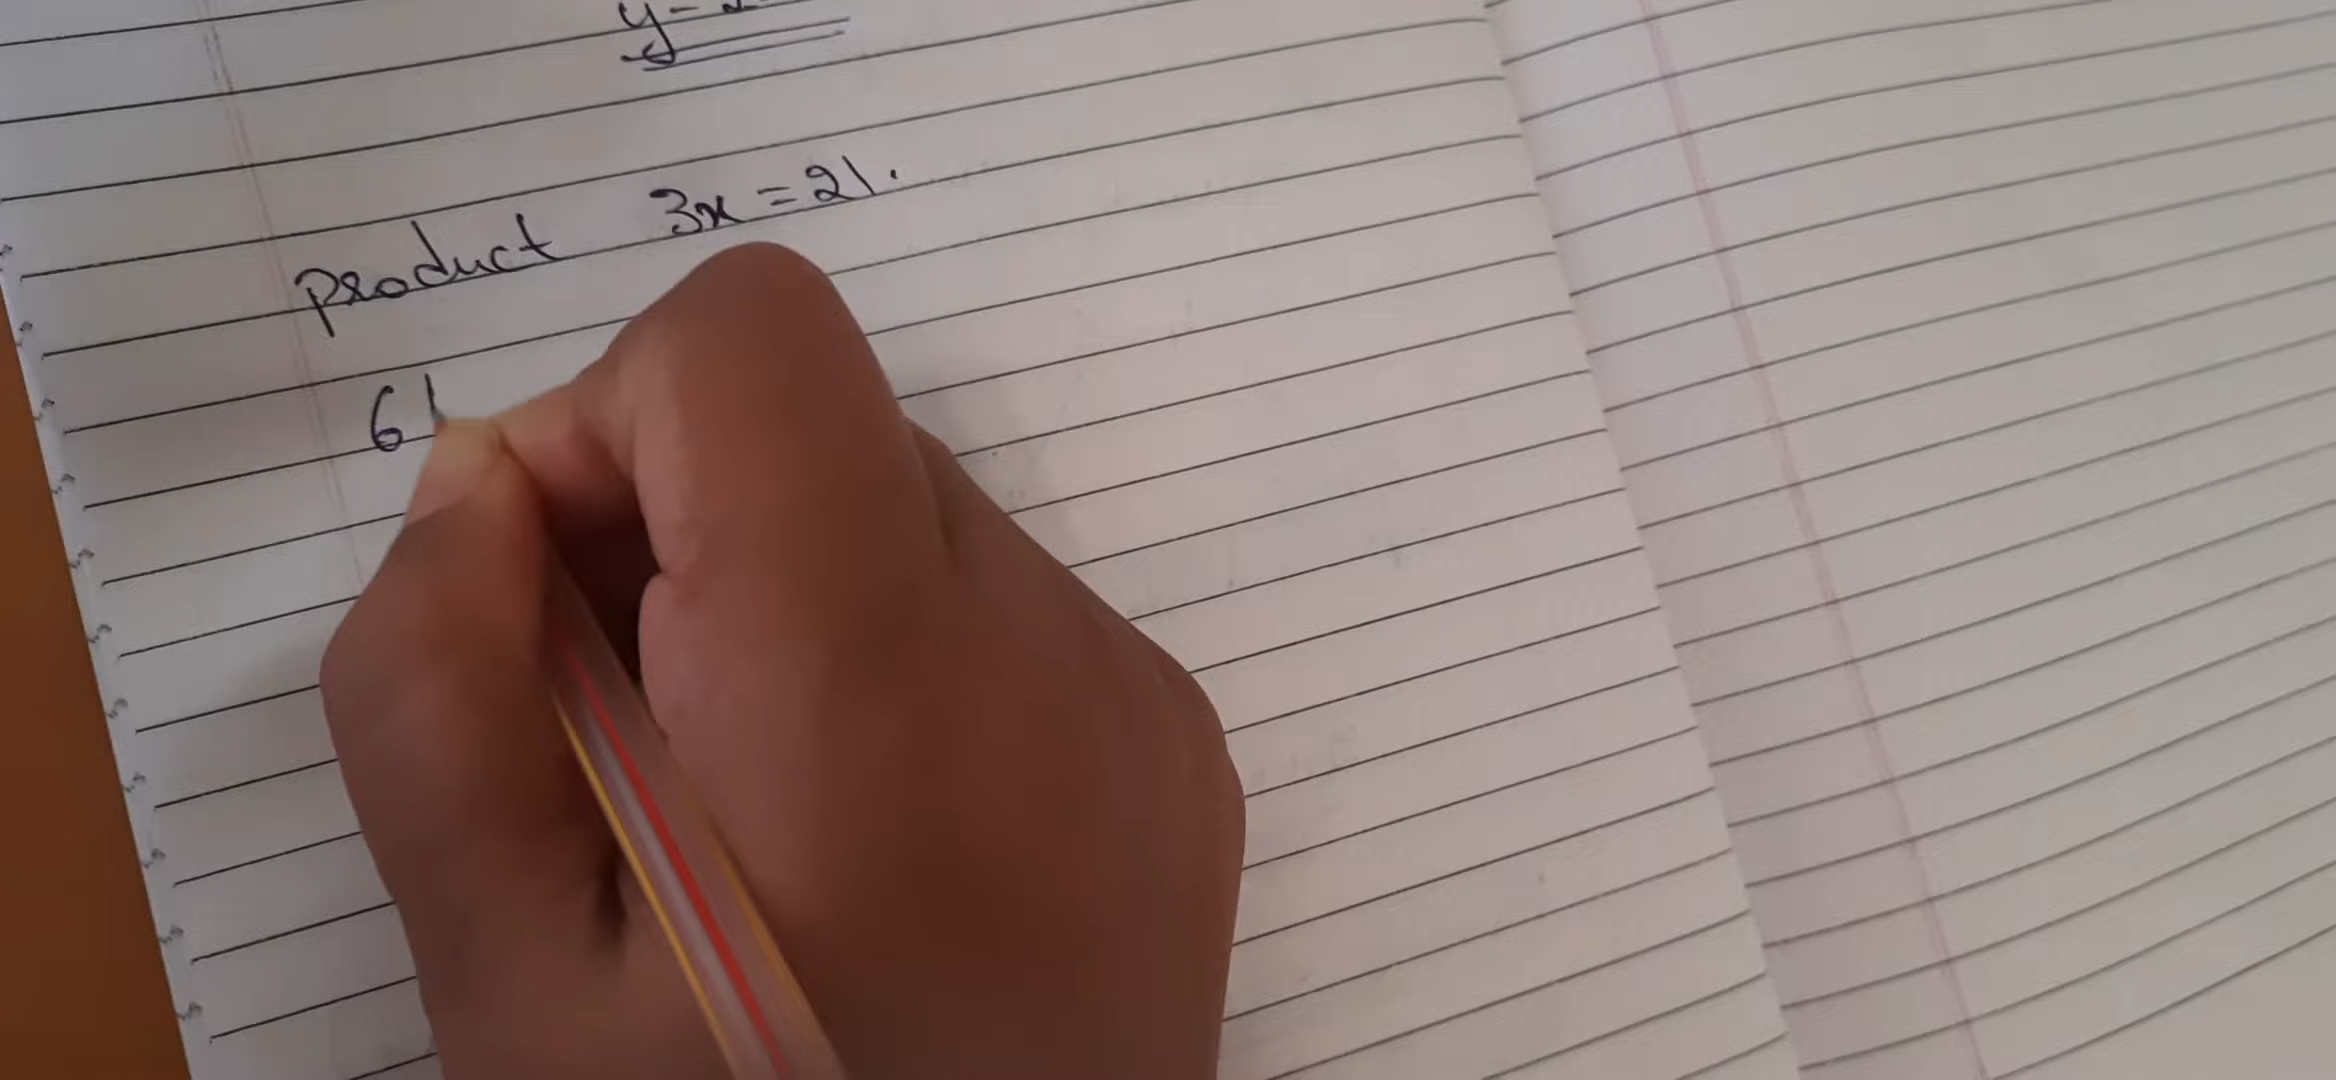 y =
product 3x = 21.
6